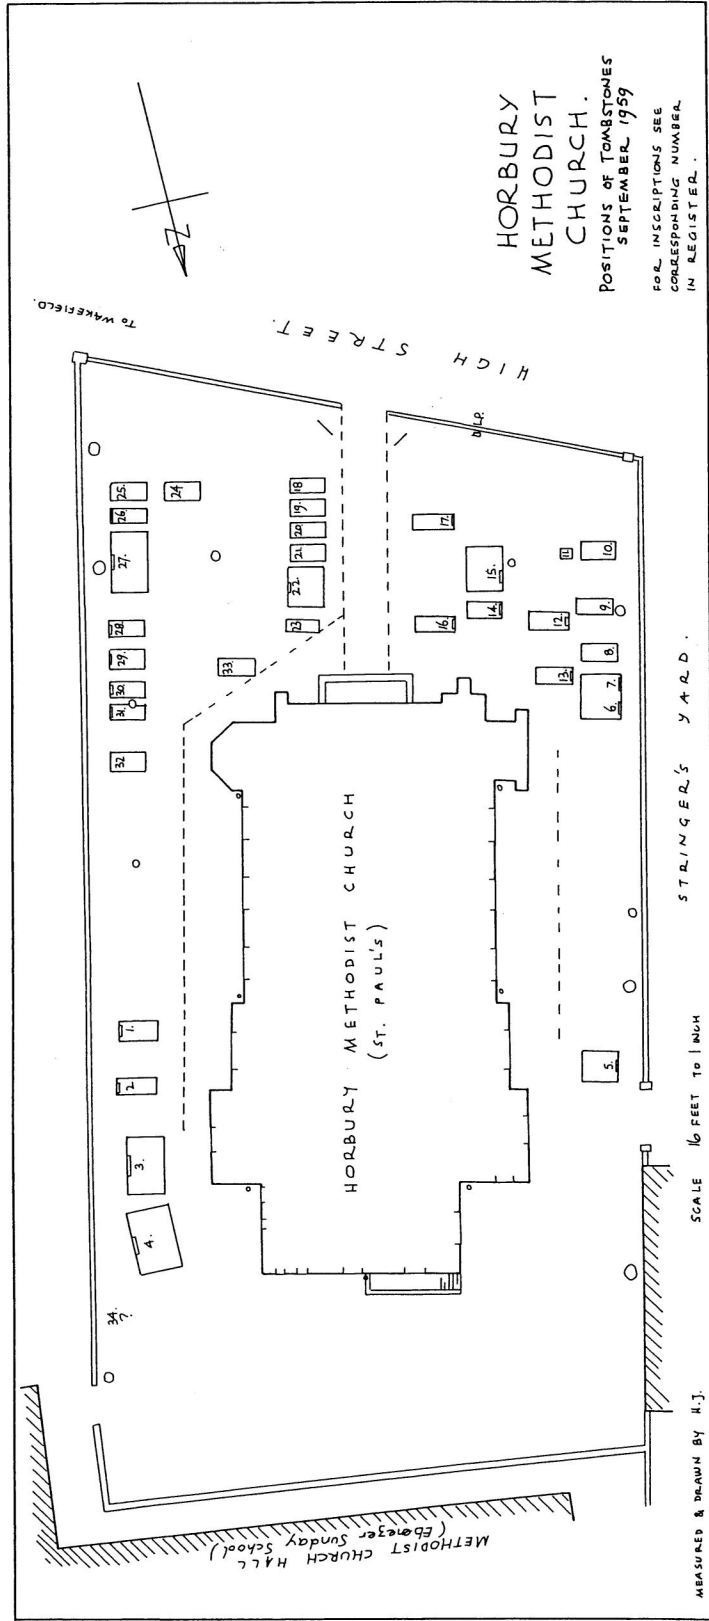 HORBURY
METHODIST
CHURCH.
POSITIONS OF TOMBSTONES
SEPTEMBER 1959
FOR INSCRIPTIONS SEE
CORRESPONDING NUMBER
IN REGISTER.
N
TO WAKEFIELD.
HIGH STREET.
L.P.
25.
24
26
27.
28.
29.
30.
31.
32
33.
18
19.
20
21.
22.
23
17.
15.
14.
16.
11
10.
9.
12.
8
13.
7.
6.
HORBURY METHODIST CHURCH
(ST. PAUL'S)
1.
2
3.
4.
34.
?
5.
STRINGER'S YARD.
METHODIST CHURCH HALL
(Ebenezer Sunday School)
MEASURED & DRAWN BY H.J.
SCALE 16 FEET TO 1 INCH